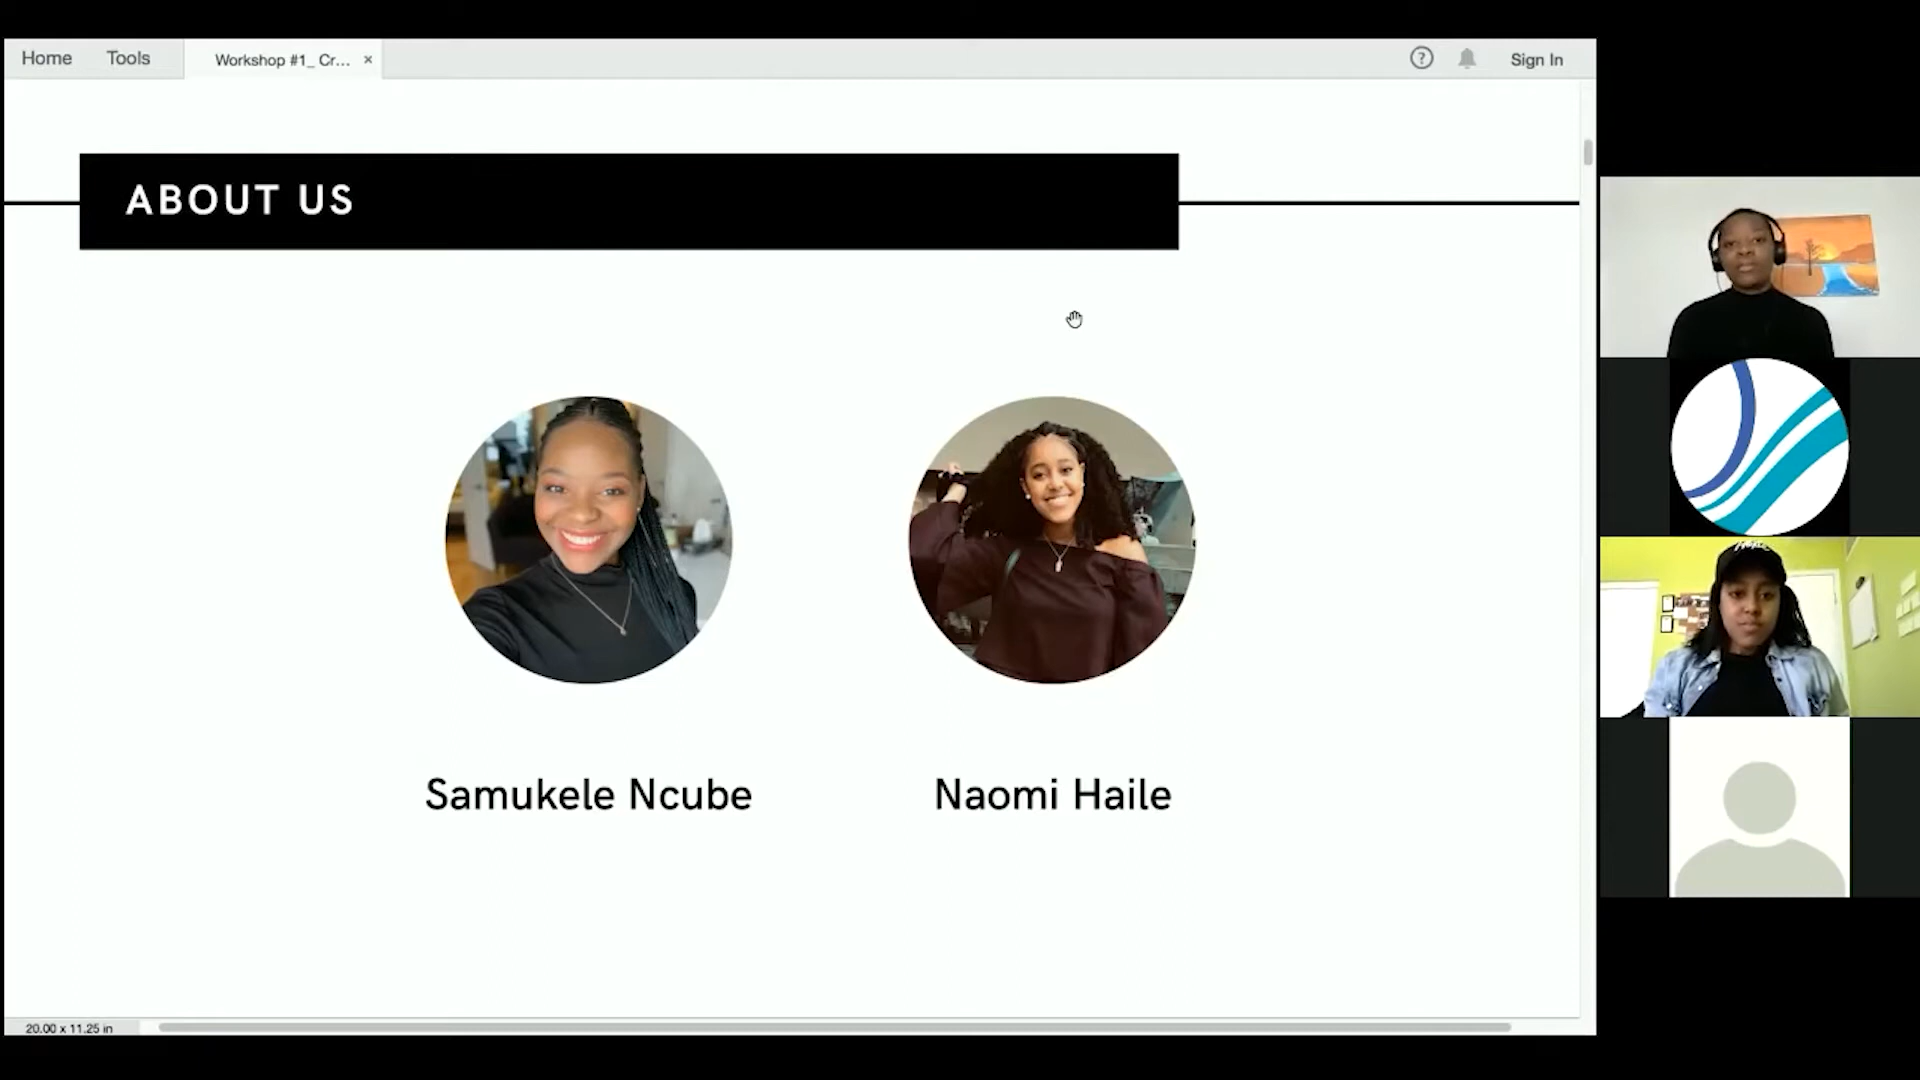 Home Tools Workshop #1_ Cr... × ? Sign In
ABOUT US
Samukele Ncube Naomi Haile
20.00 x 11.25 in